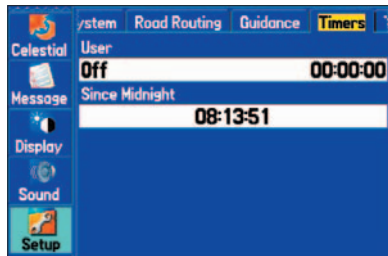 ystem Road Routing Guidance Timers
Celestial
Message
Display
Sound
Setup
User
Off 00:00:00
Since Midnight
08:13:51